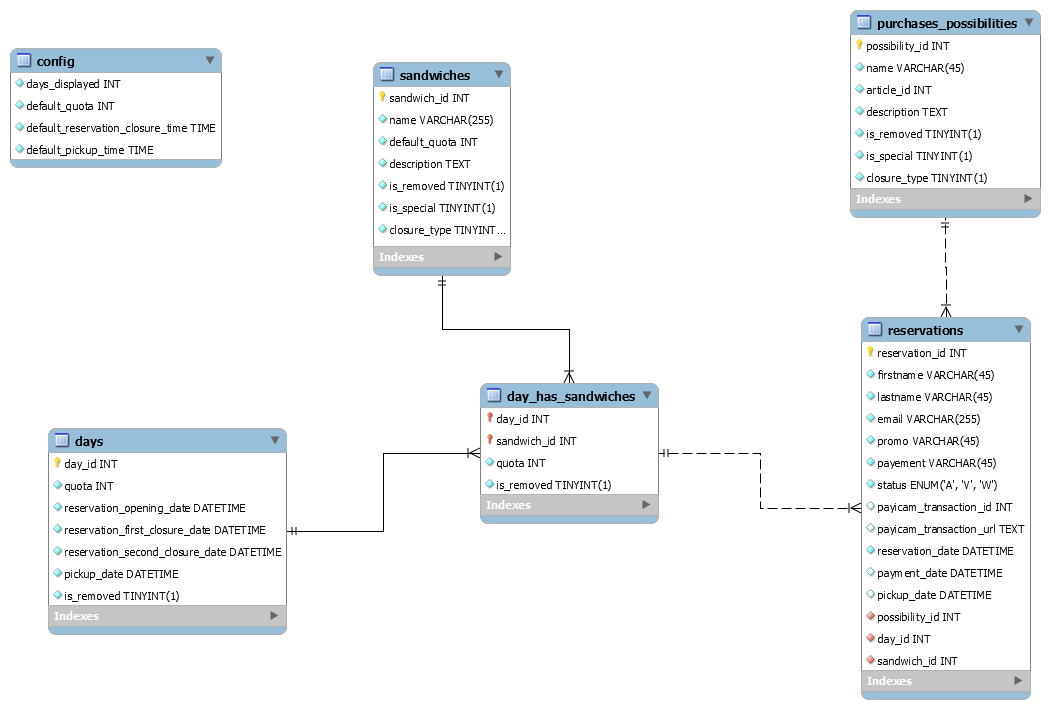 config
days_displayed INT
default_quota INT
default_reservation_closure_time TIME
default_pickup_time TIME
sandwiches
sandwich_id INT
name VARCHAR(255)
default_quota INT
description TEXT
is_removed TINYINT(1)
is_special TINYINT(1)
closure_type TINYINT...
Indexes
purchases_possibilities
possibility_id INT
name VARCHAR(45)
article_id INT
description TEXT
is_removed TINYINT(1)
is_special TINYINT(1)
closure_type TINYINT(1)
Indexes
days
day_id INT
quota INT
reservation_opening_date DATETIME
reservation_first_closure_date DATETIME
reservation_second_closure_date DATETIME
pickup_date DATETIME
is_removed TINYINT(1)
Indexes
day_has_sandwiches
day_id INT
sandwich_id INT
quota INT
is_removed TINYINT(1)
Indexes
reservations
reservation_id INT
firstname VARCHAR(45)
lastname VARCHAR(45)
email VARCHAR(255)
promo VARCHAR(45)
payement VARCHAR(45)
status ENUM('A', 'V', 'W')
payicam_transaction_id INT
payicam_transaction_url TEXT
reservation_date DATETIME
payment_date DATETIME
pickup_date DATETIME
possibility_id INT
day_id INT
sandwich_id INT
Indexes